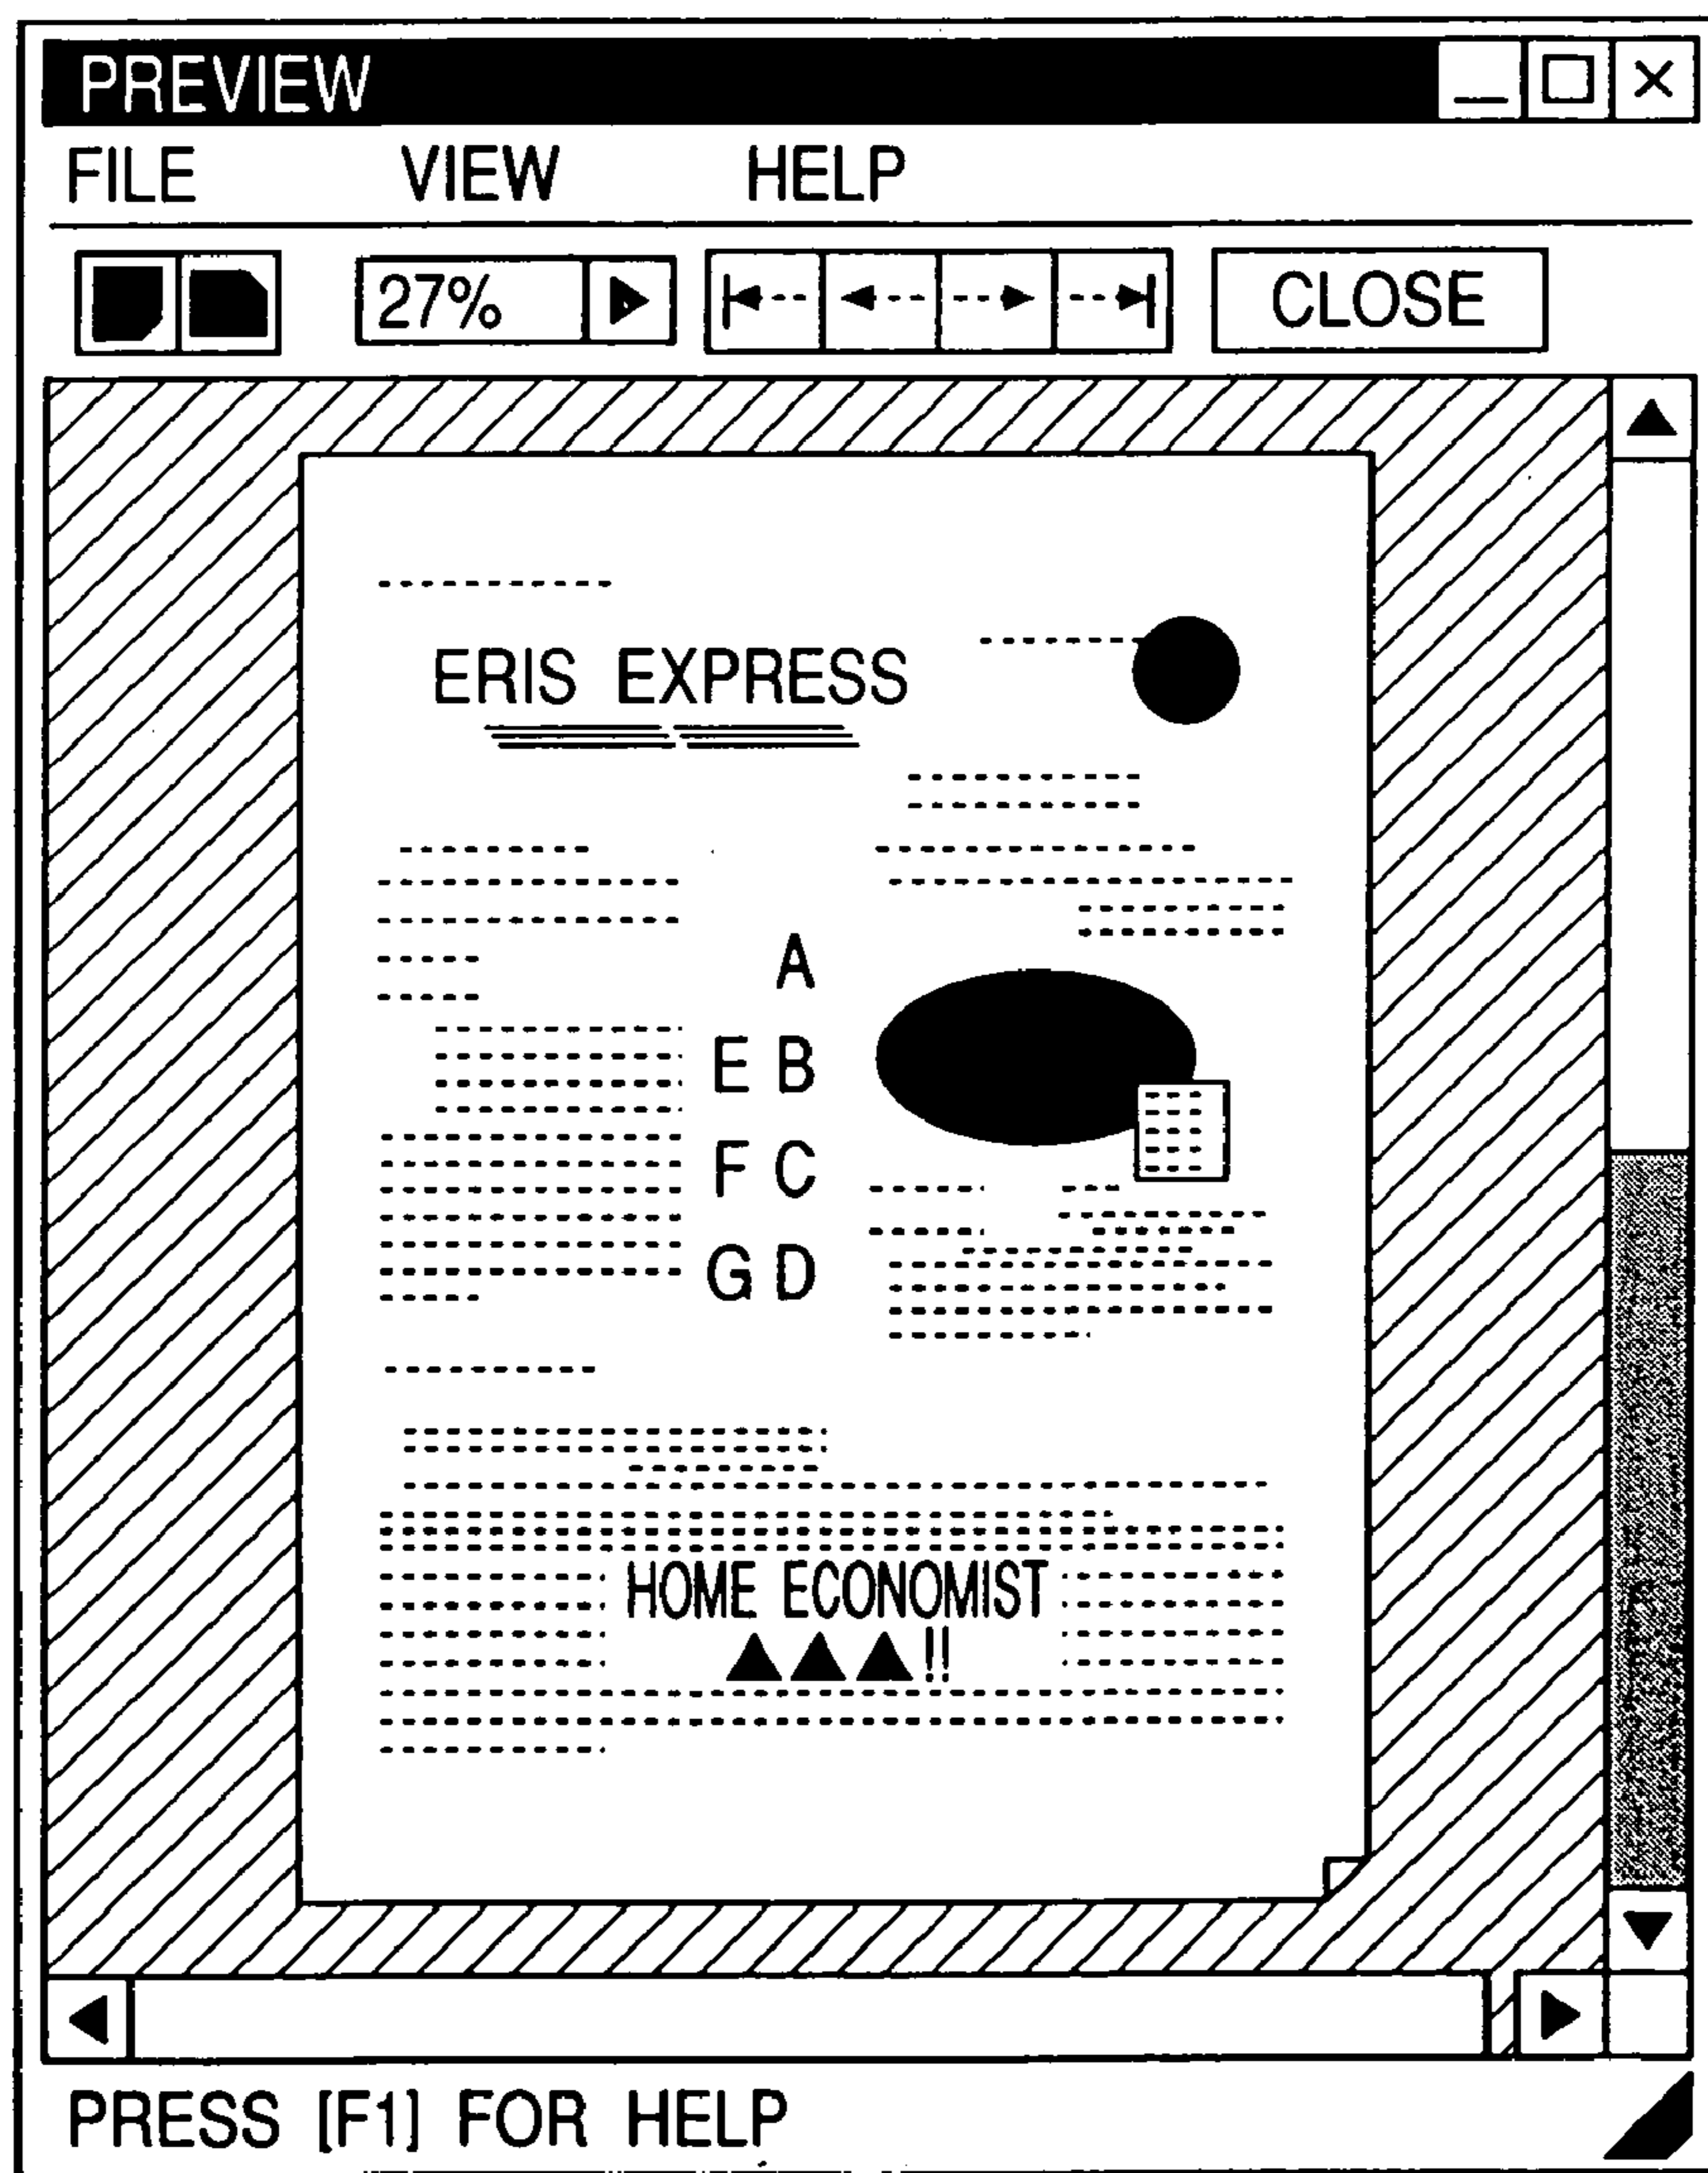 PREVIEW
FILE VIEW HELP
27% CLOSE
ERIS EXPRESS
A
E B
F C
G D
HOME ECONOMIST
▲▲▲!!
PRESS [F1] FOR HELP